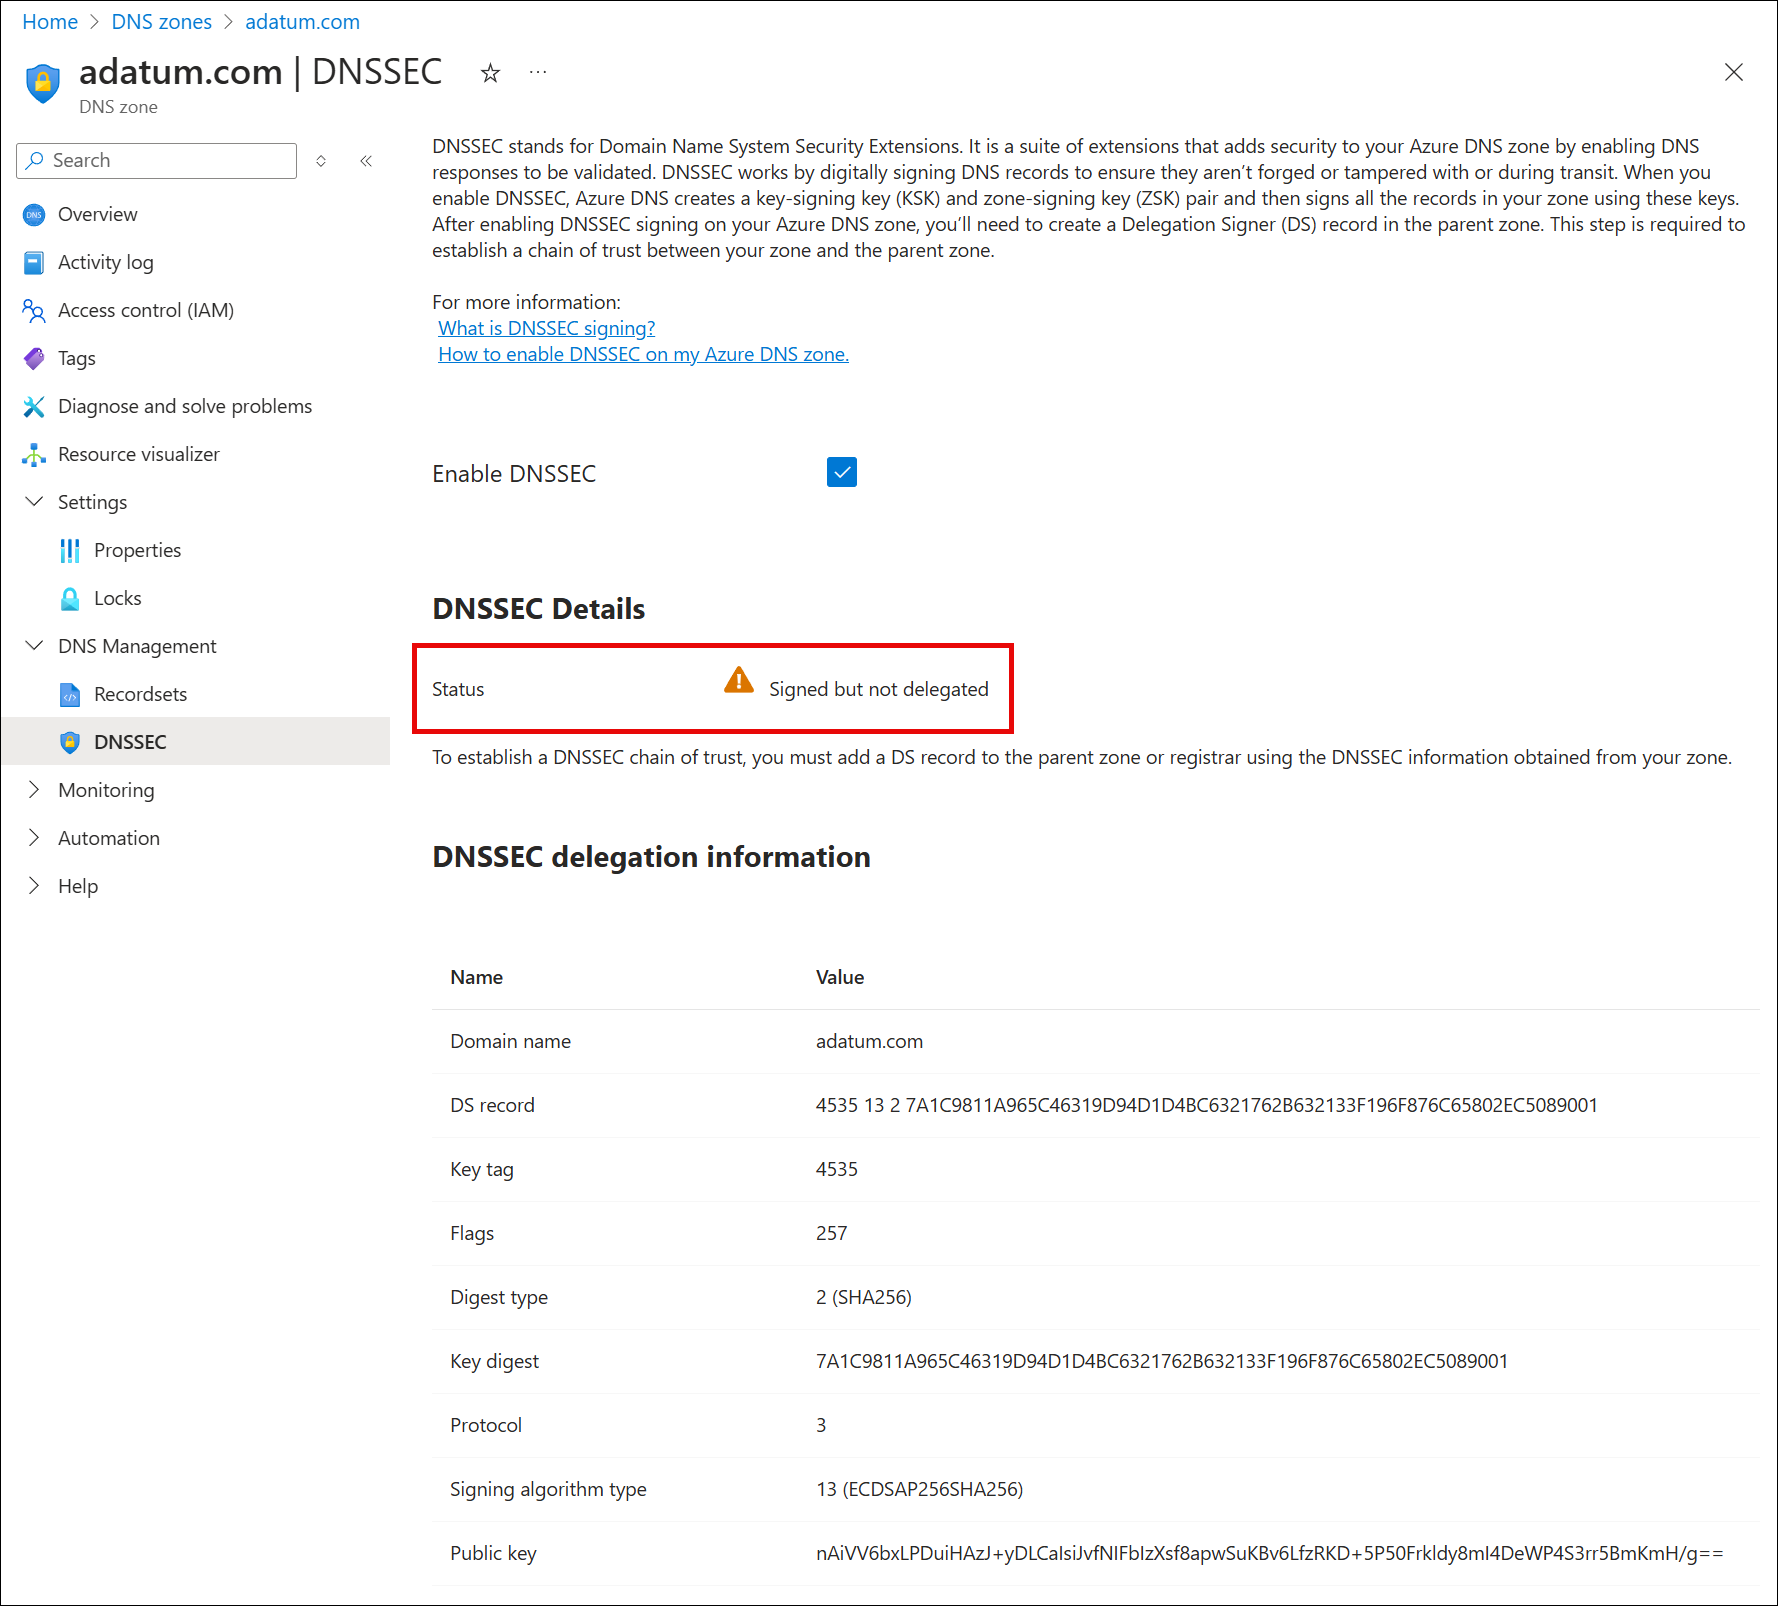 Home > DNS zones > adatum.com
adatum.com | DNSSEC
DNS zone
Search
Overview
Activity log
Access control (IAM)
Tags
Diagnose and solve problems
Resource visualizer
Settings
Properties
Locks
DNS Management
Recordsets
DNSSEC
Monitoring
Automation
Help
DNSSEC stands for Domain Name System Security Extensions. It is a suite of extensions that adds security to your Azure DNS zone by enabling DNS
responses to be validated. DNSSEC works by digitally signing DNS records to ensure they aren't forged or tampered with or during transit. When you
enable DNSSEC, Azure DNS creates a key-signing key (KSK) and zone-signing key (ZSK) pair and then signs all the records in your zone using these keys.
After enabling DNSSEC signing on your Azure DNS zone, you'll need to create a Delegation Signer (DS) record in the parent zone. This step is required to
establish a chain of trust between your zone and the parent zone.
For more information:
What is DNSSEC signing?
How to enable DNSSEC on my Azure DNS zone.
Enable DNSSEC
DNSSEC Details
Status Signed but not delegated
To establish a DNSSEC chain of trust, you must add a DS record to the parent zone or registrar using the DNSSEC information obtained from your zone.
DNSSEC delegation information
Name Value
Domain name adatum.com
DS record 4535 13 2 7A1C9811A965C46319D94D1D4BC6321762B632133F196F876C65802EC5089001
Key tag 4535
Flags 257
Digest type 2 (SHA256)
Key digest 7A1C9811A965C46319D94D1D4BC6321762B632133F196F876C65802EC5089001
Protocol 3
Signing algorithm type 13 (ECDSAP256SHA256)
Public key nAiVV6bxLPDuiHAzJ+yDLCaIsiJvfNIFbIzXsf8apwSuKBv6LfzRKD+5P50Frkldy8mI4DeWP4S3rr5BmKmH/g==